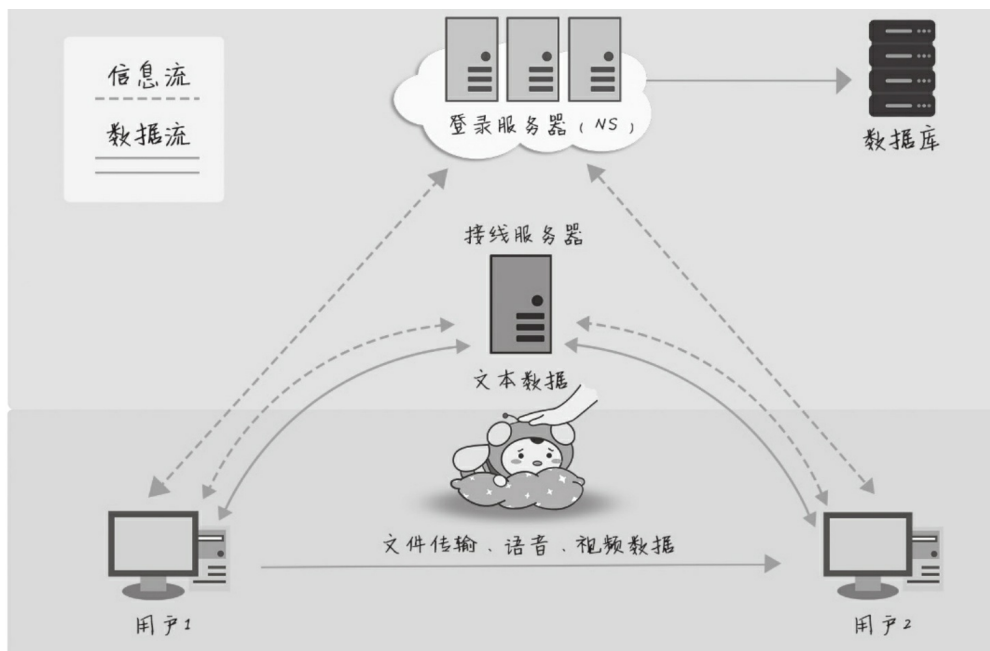 信息流
数据流
登录服务器(NS)
数据库
接线服务器
文本数据
文件传输、语音、视频数据
用户1
用户2